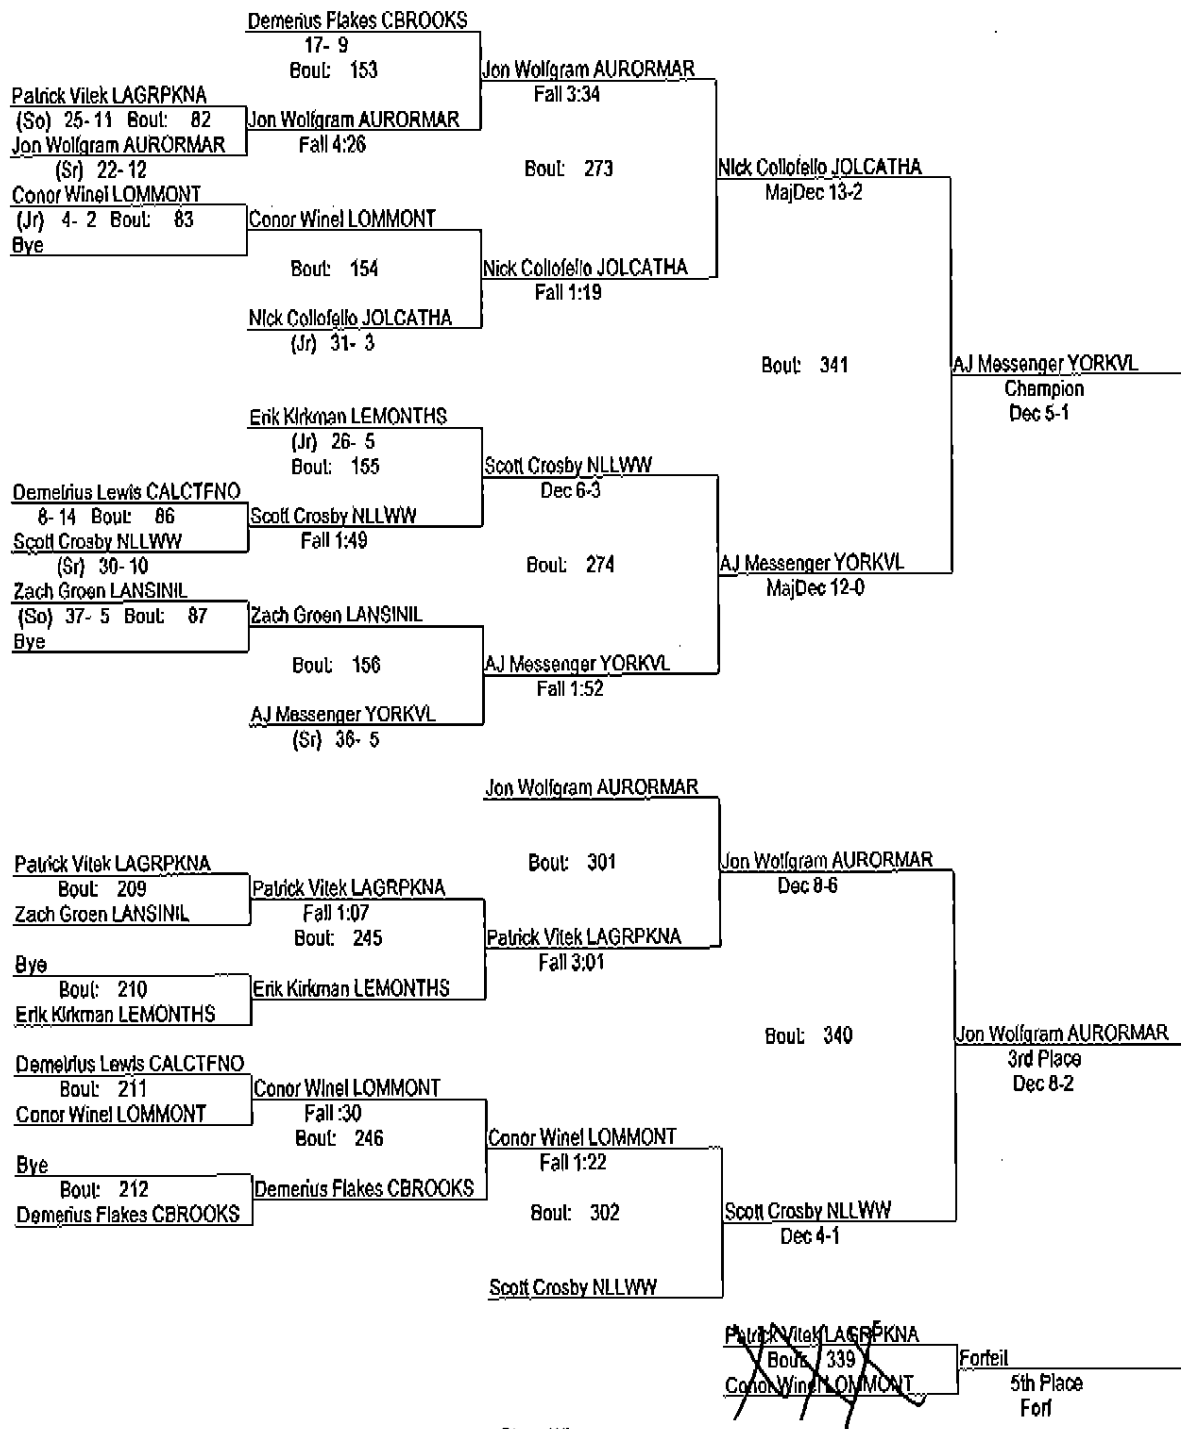 Demerius Flakes CBROOKS
17- 9
Bout: 153
Jon Wolfgram AURORMAR
Fall 3:34
Patrick Vitek LAGRPKNA
(So) 25-11 Bout: 82
Jon Wolfgram AURORMAR
(Sr) 22-12
Jon Wolfgram AURORMAR
Fall 4:26
Bout: 273
Nick Collofello JOLCATHA
MajDec 13-2
Conor Winel LOMMONT
(Jr) 4- 2 Bout: 83
Bye
Conor Winel LOMMONT
Bout: 154
Nick Collofello JOLCATHA
Fall 1:19
Nick Collofello JOLCATHA
(Jr) 31- 3
Bout: 341
AJ Messenger YORKVL
Champion
Dec 5-1
Erik Kirkman LEMONTHS
(Jr) 26- 5
Bout: 155
Scott Crosby NLLWW
Dec 6-3
Demetrius Lewis CALCTFNO
8-14 Bout: 86
Scott Crosby NLLWW
(Sr) 30-10
Scott Crosby NLLWW
Fall 1:49
Bout: 274
AJ Messenger YORKVL
MajDec 12-0
Zach Groen LANSINIL
(So) 37- 5 Bout: 87
Bye
Zach Groen LANSINIL
Bout: 156
AJ Messenger YORKVL
Fall 1:52
AJ Messenger YORKVL
(Sr) 36- 5
Jon Wolfgram AURORMAR
Bout: 301
Jon Wolfgram AURORMAR
Dec 8-6
Patrick Vitek LAGRPKNA
Bout: 209
Zach Groen LANSINIL
Patrick Vitek LAGRPKNA
Fall 1:07
Bout: 245
Patrick Vitek LAGRPKNA
Fall 3:01
Bye
Bout: 210
Erik Kirkman LEMONTHS
Erik Kirkman LEMONTHS
Bout: 340
Jon Wolfgram AURORMAR
3rd Place
Dec 8-2
Demetrius Lewis CALCTFNO
Bout: 211
Conor Winel LOMMONT
Conor Winel LOMMONT
Fall :30
Bout: 246
Conor Winel LOMMONT
Fall 1:22
Bye
Bout: 212
Demerius Flakes CBROOKS
Demerius Flakes CBROOKS
Bout: 302
Scott Crosby NLLWW
Dec 4-1
Scott Crosby NLLWW
Patrick Vitek LAGRPKNA
Bout: 339
Conor Winel LOMMONT
Forfeit
5th Place
Forf